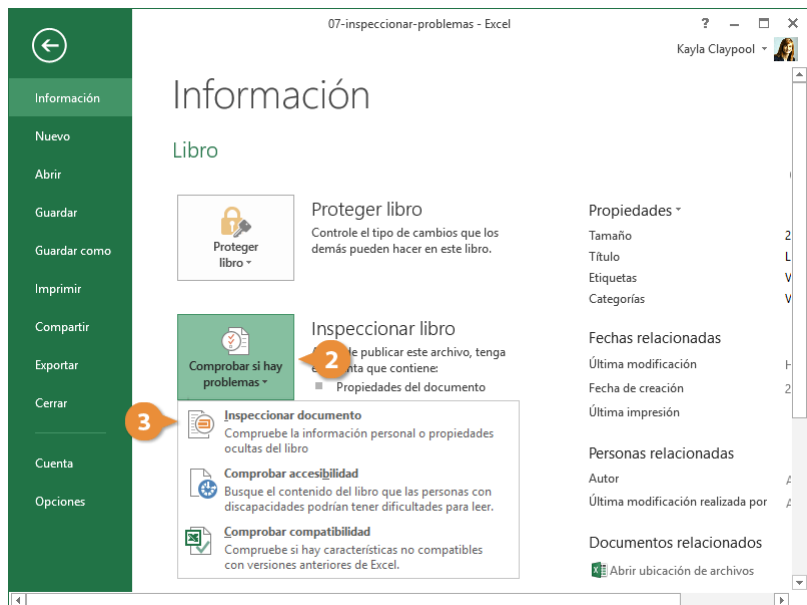 07-inspeccionar-problemas - Excel
?
Kayla Claypool
Información
Nuevo
Abrir
Guardar
Guardar como
Imprimir
Compartir
Exportar
Cerrar
Cuenta
Opciones
Información
Libro
Proteger
libro
Proteger libro
Controle el tipo de cambios que los
demás pueden hacer en este libro.
Comprobar si hay
problemas
2
Inspeccionar libro
de publicar este archivo, tenga
que contiene:
Propiedades del documento
3
Inspeccionar documento
Compruebe la información personal o propiedades
ocultas del libro
Comprobar accesibilidad
Busque el contenido del libro que las personas con
discapacidades podrían tener dificultades para leer.
Comprobar compatibilidad
Compruebe si hay características no compatibles
con versiones anteriores de Excel.
Propiedades
Tamaño 2
Título L
Etiquetas V
Categorías V
Fechas relacionadas
Última modificación H
Fecha de creación 2
Última impresión
Personas relacionadas
Autor A
Última modificación realizada por A
Documentos relacionados
Abrir ubicación de archivos